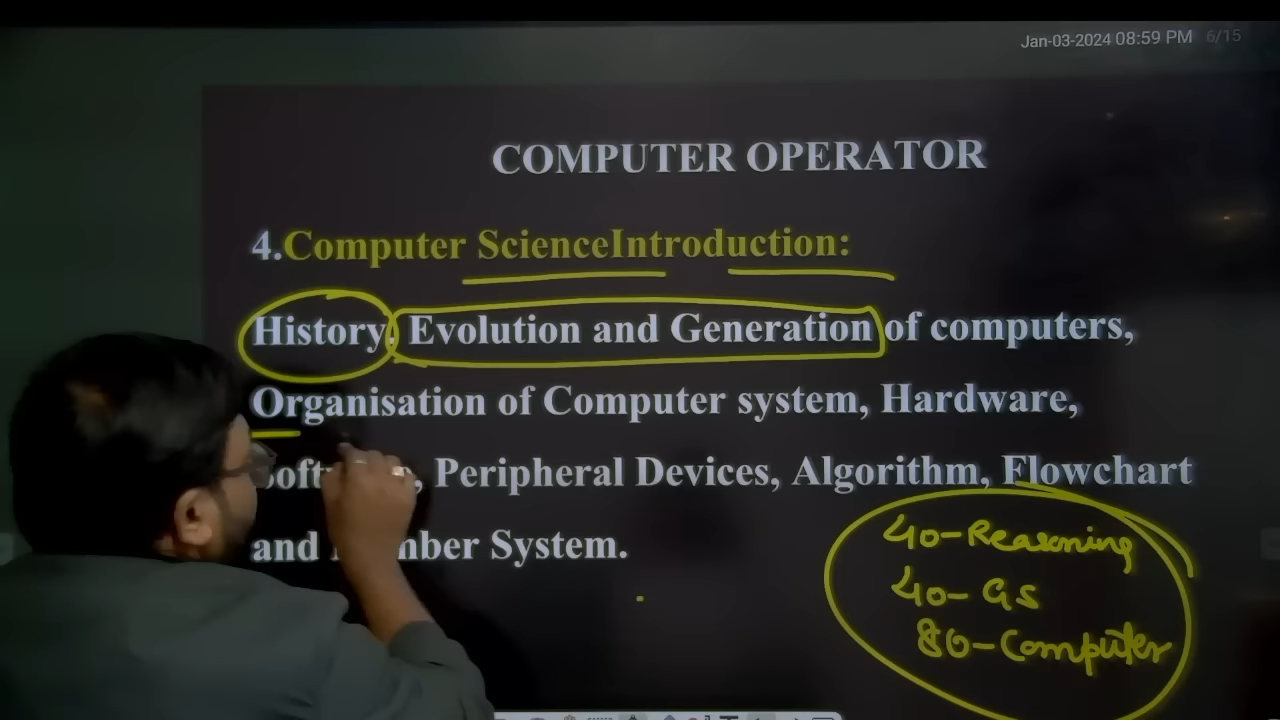 Jan-03-2024 08:59 PM 6/15
COMPUTER OPERATOR
4.Computer ScienceIntroduction:
History, Evolution and Generation of computers,
Organisation of Computer system, Hardware,
Peripheral Devices, Algorithm, Flowchart
and System.
40-Reasoning
40-GS
80-Computer